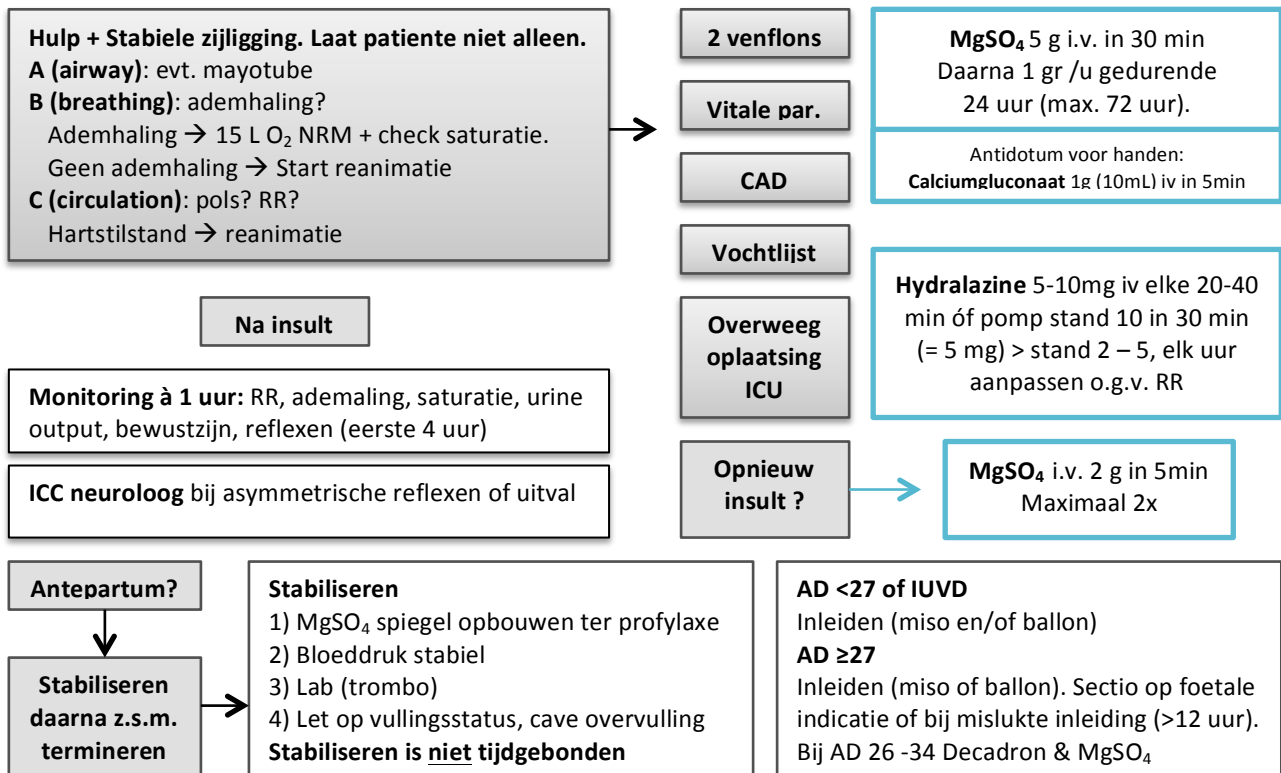 Hulp + Stabiele zijligging. Laat patiente niet alleen.
A (airway): evt. mayotube
B (breathing): ademhaling?
Ademhaling → 15 L O₂ NRM + check saturatie.
Geen ademhaling → Start reanimatie
C (circulation): pols? RR?
Hartstilstand → reanimatie
2 venflons
Vitale par.
CAD
Vochtlijst
Overweeg
oplaatsing
ICU
MgSO₄ 5 g i.v. in 30 min
Daarna 1 gr /u gedurende
24 uur (max. 72 uur).
Antidotum voor handen:
Calciumgluconaat 1g (10mL) iv in 5min
Hydralazine 5-10mg iv elke 20-40
min óf pomp stand 10 in 30 min
(= 5 mg) > stand 2 – 5, elk uur
aanpassen o.g.v. RR
Na insult
Monitoring à 1 uur: RR, ademaling, saturatie, urine
output, bewustzijn, reflexen (eerste 4 uur)
ICC neuroloog bij asymmetrische reflexen of uitval
Opnieuw
insult ?
MgSO₄ i.v. 2 g in 5min
Maximaal 2x
Antepartum?
Stabiliseren
daarna z.s.m.
termineren
Stabiliseren
1) MgSO₄ spiegel opbouwen ter profylaxe
2) Bloeddruk stabiel
3) Lab (trombo)
4) Let op vullingsstatus, cave overvulling
Stabiliseren is niet tijdgebonden
AD <27 of IUVD
Inleiden (miso en/of ballon)
AD ≥27
Inleiden (miso of ballon). Sectio op foetale
indicatie of bij mislukte inleiding (>12 uur).
Bij AD 26 -34 Decadron & MgSO₄